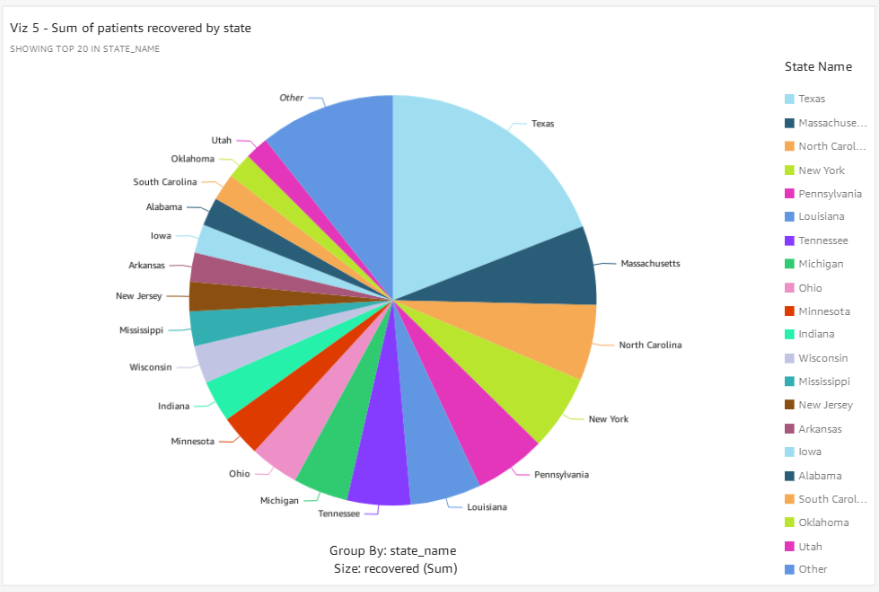 Viz 5 - Sum of patients recovered by state
SHOWING TOP 20 IN STATE_NAME
State Name
Texas
Massachuse...
North Carol...
New York
Pennsylvania
Louisiana
Tennessee
Michigan
Ohio
Minnesota
Indiana
Wisconsin
Mississippi
New Jersey
Arkansas
Iowa
Alabama
South Carol...
Oklahoma
Utah
Other
Other
Texas
Utah
Oklahoma
South Carolina
Alabama
Iowa
Arkansas
Massachusetts
New Jersey
Mississippi
North Carolina
Wisconsin
Indiana
New York
Minnesota
Ohio
Pennsylvania
Michigan
Louisiana
Tennessee
Group By: state_name
Size: recovered (Sum)